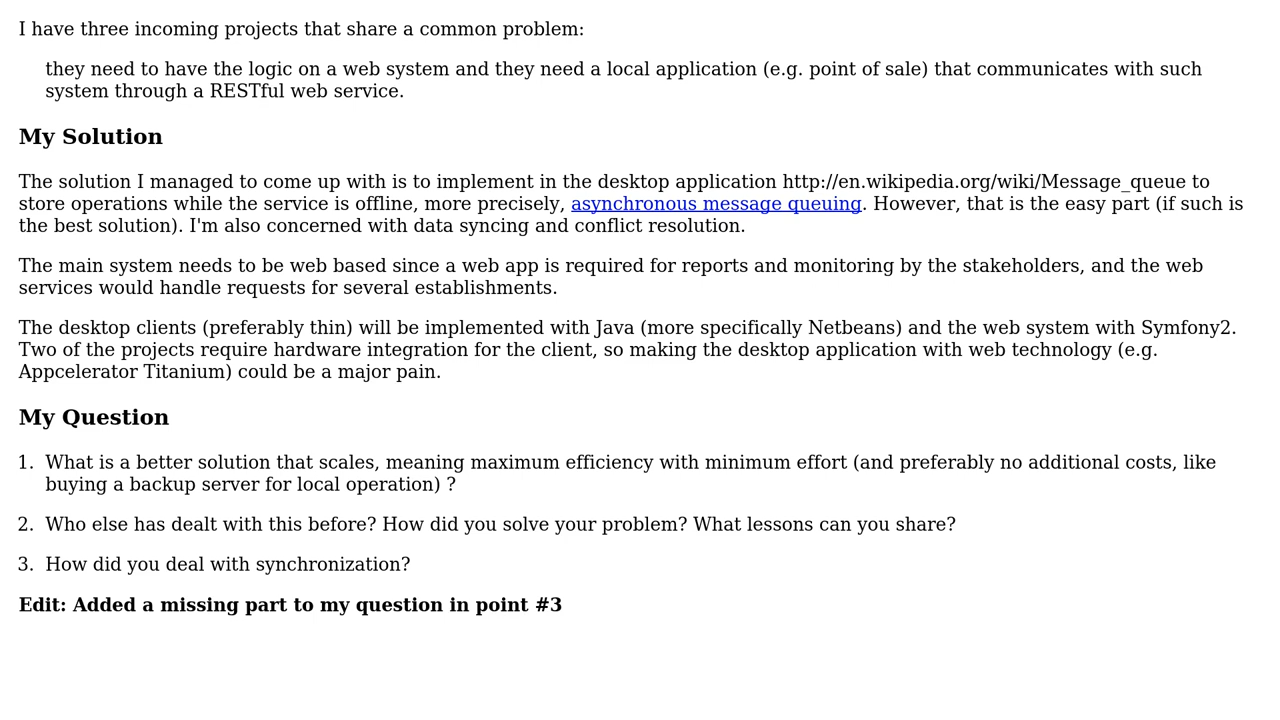 I have three incoming projects that share a common problem:
they need to have the logic on a web system and they need a local application (e.g. point of sale) that communicates with such
system through a RESTful web service.
My Solution
The solution I managed to come up with is to implement in the desktop application http://en.wikipedia.org/wiki/Message_queue to
store operations while the service is offline, more precisely, asynchronous message queuing. However, that is the easy part (if such is
the best solution). I'm also concerned with data syncing and conflict resolution.
The main system needs to be web based since a web app is required for reports and monitoring by the stakeholders, and the web
services would handle requests for several establishments.
The desktop clients (preferably thin) will be implemented with Java (more specifically Netbeans) and the web system with Symfony2.
Two of the projects require hardware integration for the client, so making the desktop application with web technology (e.g.
Appcelerator Titanium) could be a major pain.
My Question
1. What is a better solution that scales, meaning maximum efficiency with minimum effort (and preferably no additional costs, like
buying a backup server for local operation) ?
2. Who else has dealt with this before? How did you solve your problem? What lessons can you share?
3. How did you deal with synchronization?
Edit: Added a missing part to my question in point #3